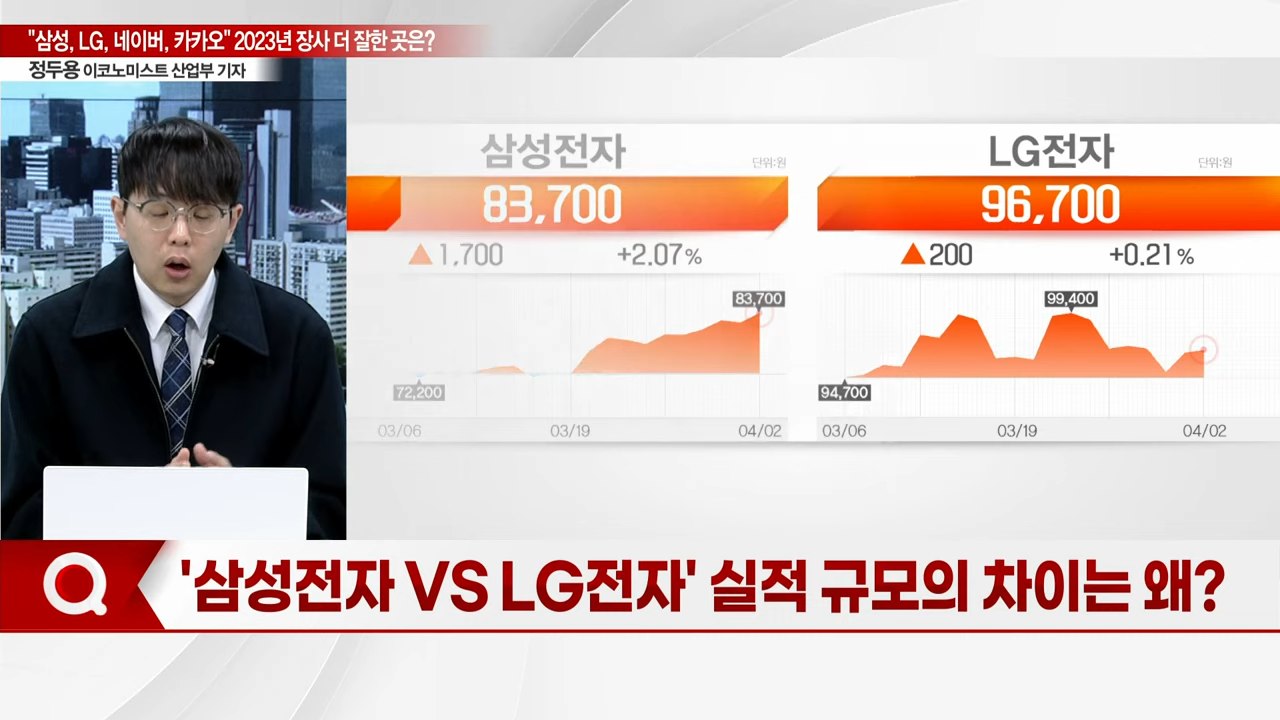 "삼성, LG, 네이버, 카카오" 2023년 장사 더 잘한 곳은?
정두용 이코노미스트 산업부 기자
삼성전자
단위:원
83,700
▲1,700 +2.07%
83,700
72,200
03/06 03/19 04/02
LG전자
단위:원
96,700
▲200 +0.21%
99,400
94,700
03/06 03/19 04/02
'삼성전자 VS LG전자' 실적 규모의 차이는 왜?